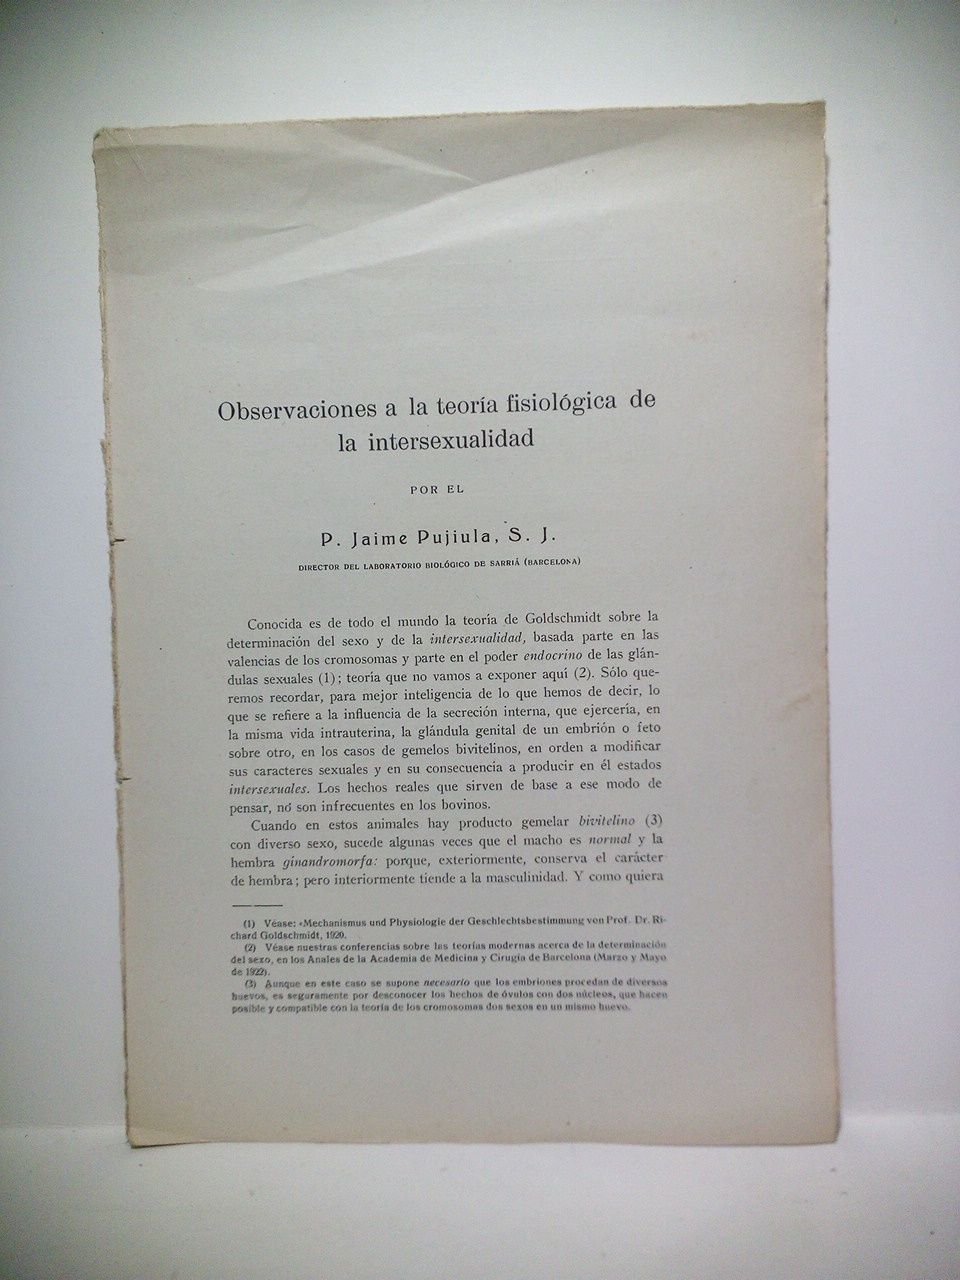 Observaciones a la teoría fisiológica de
la intersexualidad
POR EL
P. Jaime Pujiula, S. J.
DIRECTOR DEL LABORATORIO BIOLÓGICO DE SARRIÁ (BARCELONA)
Conocida es de todo el mundo la teoría de Goldschmidt sobre la
determinación del sexo y de la intersexualidad, basada parte en las
valencias de los cromosomas y parte en el poder endocrino de las glán-
dulas sexuales (1); teoría que no vamos a exponer aquí (2). Sólo que-
remos recordar, para mejor inteligencia de lo que hemos de decir, lo
que se refiere a la influencia de la secreción interna, que ejercería, en
la misma vida intrauterina, la glándula genital de un embrión o feto
sobre otro, en los casos de gemelos bivitelinos, en orden a modificar
sus caracteres sexuales y en su consecuencia a producir en él estados
intersexuales. Los hechos reales que sirven de base a ese modo de
pensar, no son infrecuentes en los bovinos.
Cuando en estos animales hay producto gemelar bivitelino (3)
con diverso sexo, sucede algunas veces que el macho es normal y la
hembra ginandromorfa: porque, exteriormente, conserva el carácter
de hembra; pero interiormente tiende a la masculinidad. Y como quiera
(1) Véase: «Mechanismus und Physiologie der Geschlechtsbestimmung von Prof. Dr. Ri-
chard Goldschmidt, 1920.
(2) Véase nuestras conferencias sobre las teorías modernas acerca de la determinación
del sexo, en los Anales de la Academia de Medicina y Cirugía de Barcelona (Marzo y Mayo
de 1922).
(3) Aunque en este caso se supone necesario que los embriones procedan de diversos
huevos, es seguramente por desconocer los hechos de óvulos con dos núcleos, que hacen
posible y compatible con la teoría de los cromosomas dos sexos en un mismo huevo.